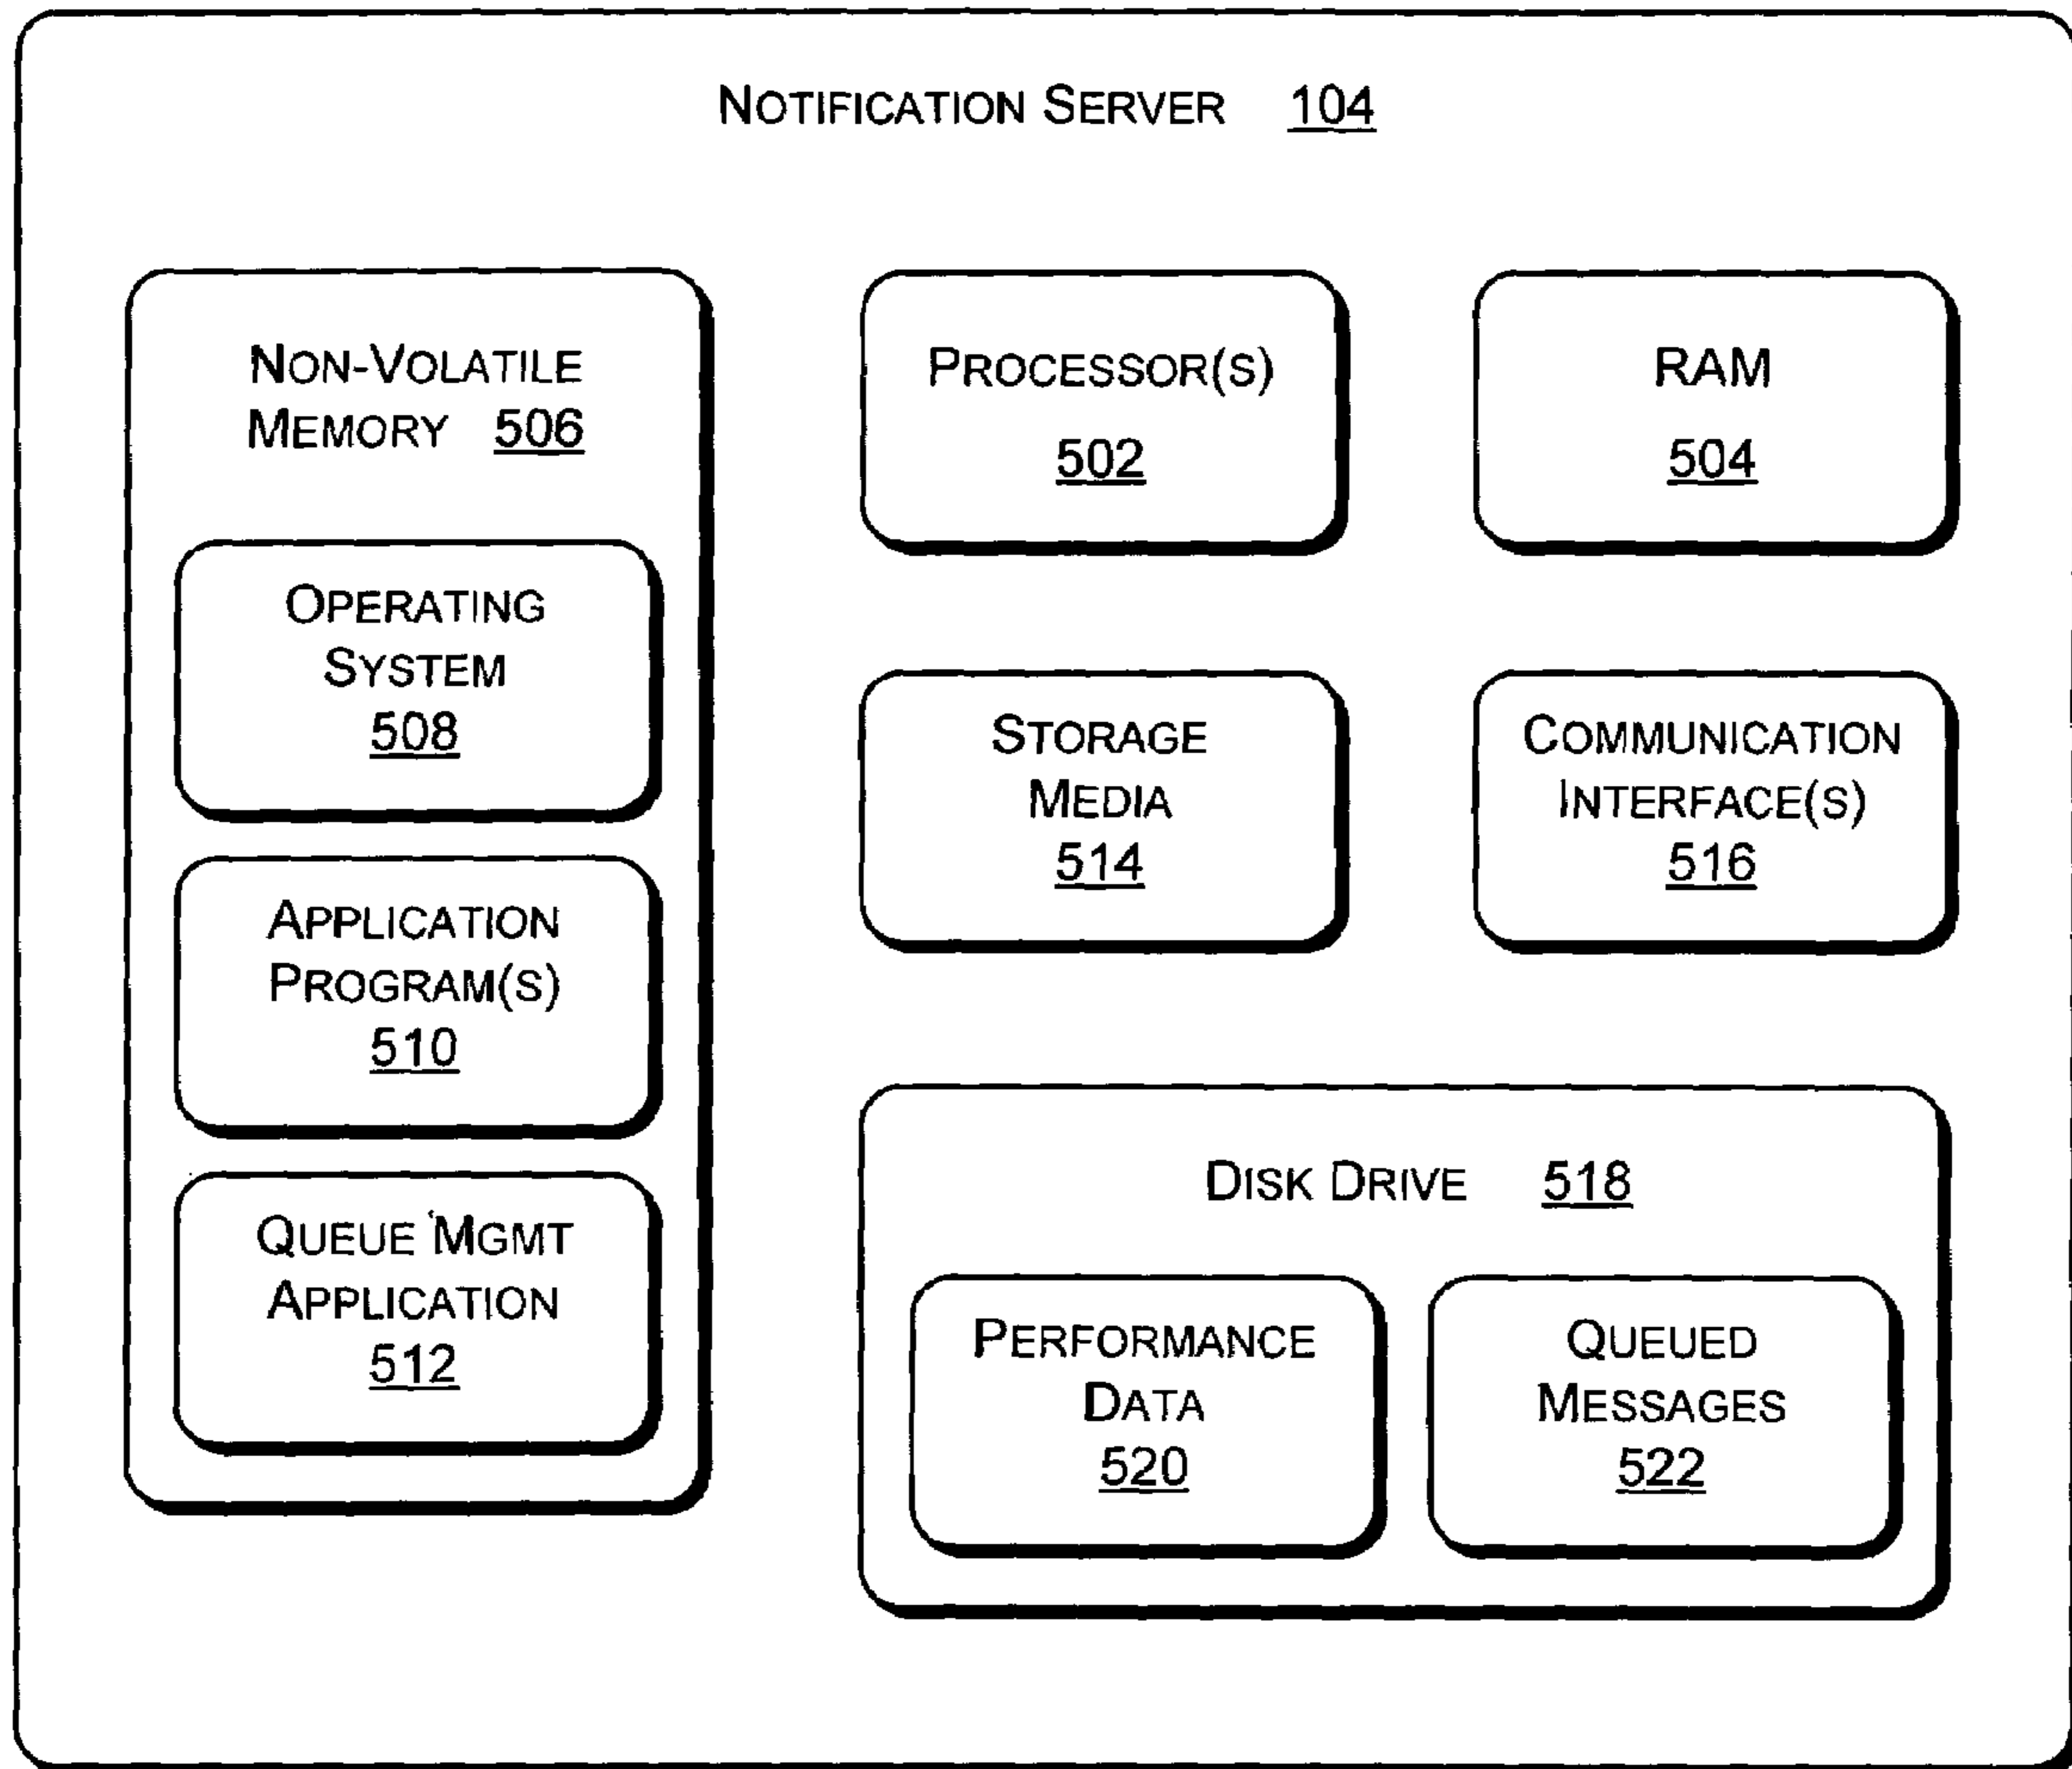 NOTIFICATION SERVER 104
NON-VOLATILE
MEMORY 506
OPERATING
SYSTEM
508
APPLICATION
PROGRAM(S)
510
QUEUE MGMT
APPLICATION
512
PROCESSOR(S)
502
RAM
504
STORAGE
MEDIA
514
COMMUNICATION
INTERFACE(S)
516
DISK DRIVE 518
PERFORMANCE
DATA
520
QUEUED
MESSAGES
522